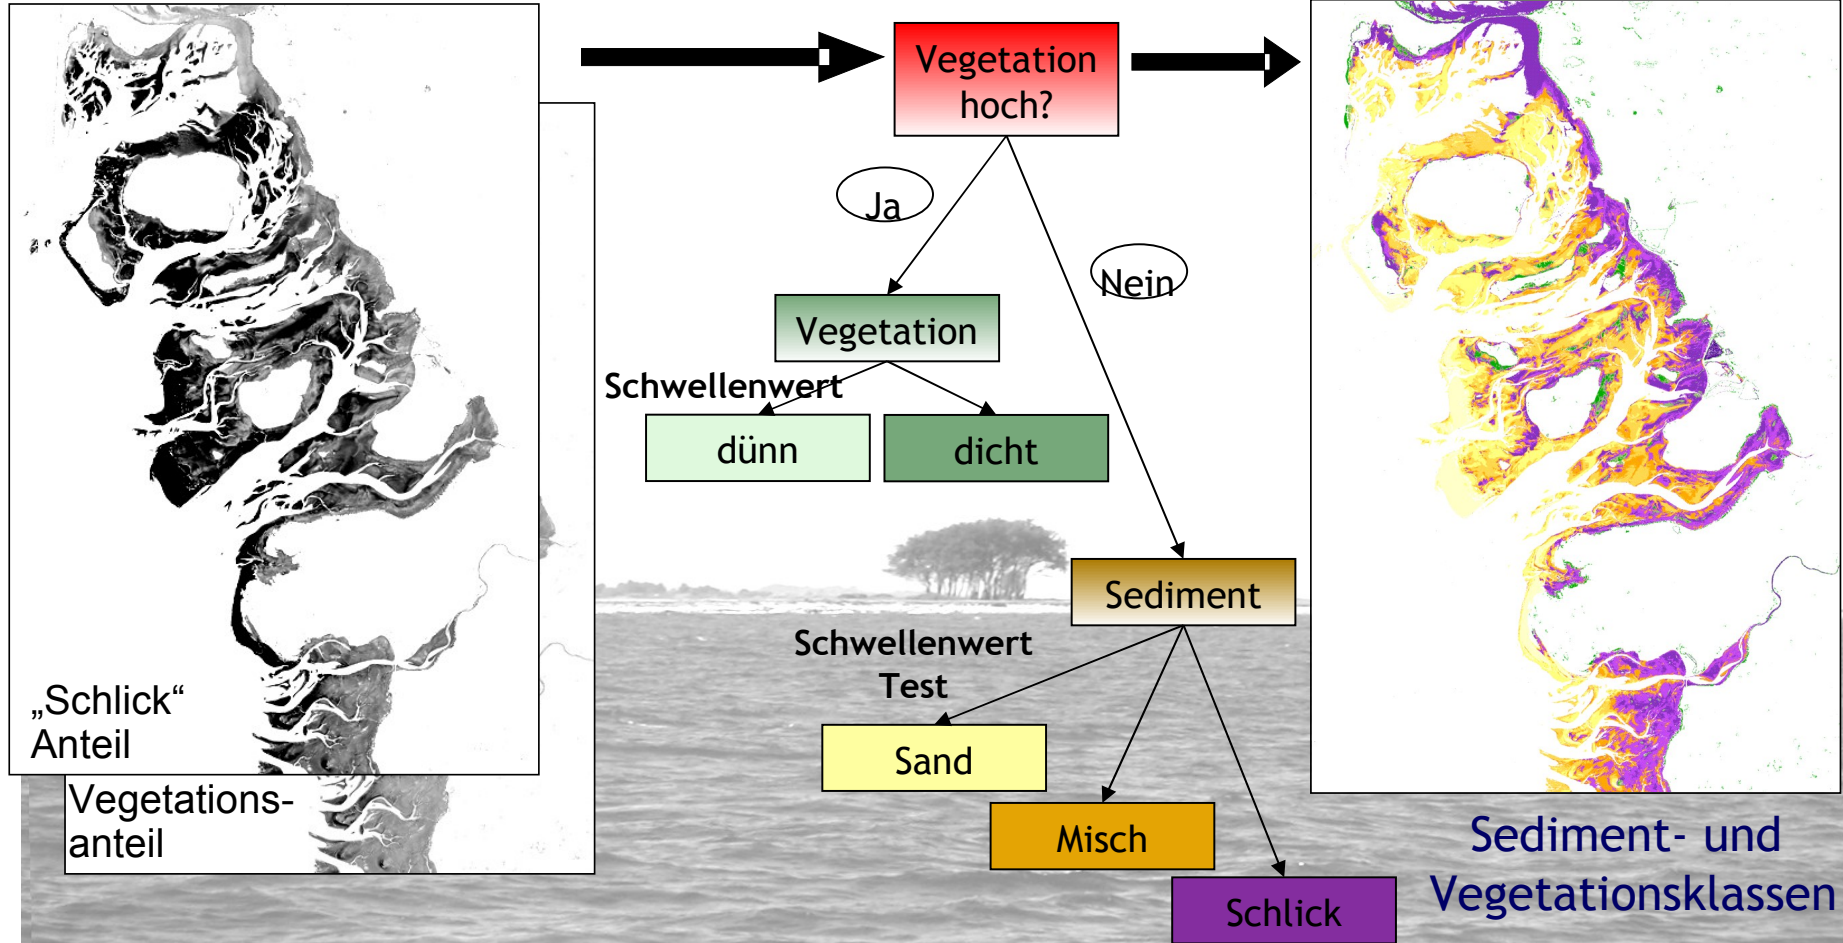 „Schlick“
Anteil
Vegetations-
anteil
Vegetation
hoch?
Ja
Nein
Vegetation
Schwellenwert
dünn
dicht
Sediment
Schwellenwert
Test
Sand
Misch
Schlick
Sediment- und
Vegetationsklassen